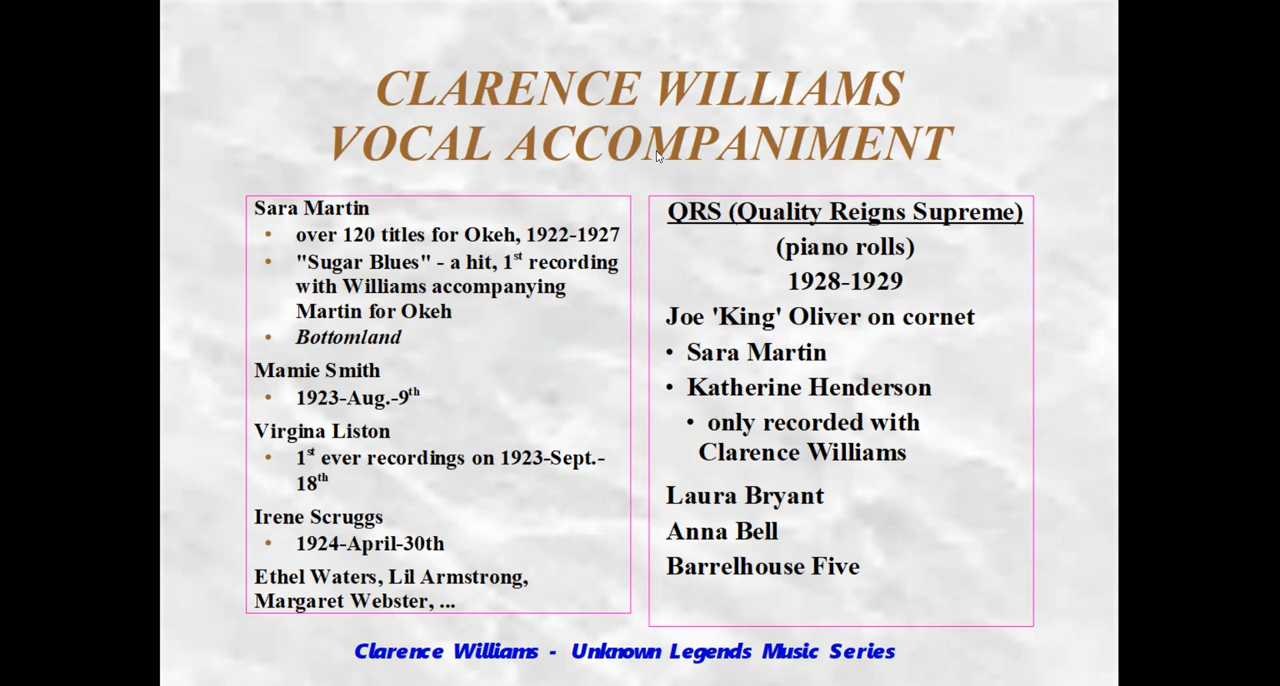 CLARENCE WILLIAMS
VOCAL ACCOMPANIMENT
Sara Martin
• over 120 titles for Okeh, 1922-1927
• "Sugar Blues" - a hit, 1st recording
with Williams accompanying
Martin for Okeh
• Bottomland
Mamie Smith
• 1923-Aug.-9th
Virgina Liston
• 1st ever recordings on 1923-Sept.-
18th
Irene Scruggs
• 1924-April-30th
Ethel Waters, Lil Armstrong,
Margaret Webster, ...
QRS (Quality Reigns Supreme)
(piano rolls)
1928-1929
Joe 'King' Oliver on cornet
• Sara Martin
• Katherine Henderson
• only recorded with
Clarence Williams
Laura Bryant
Anna Bell
Barrelhouse Five
Clarence Williams - Unknown Legends Music Series